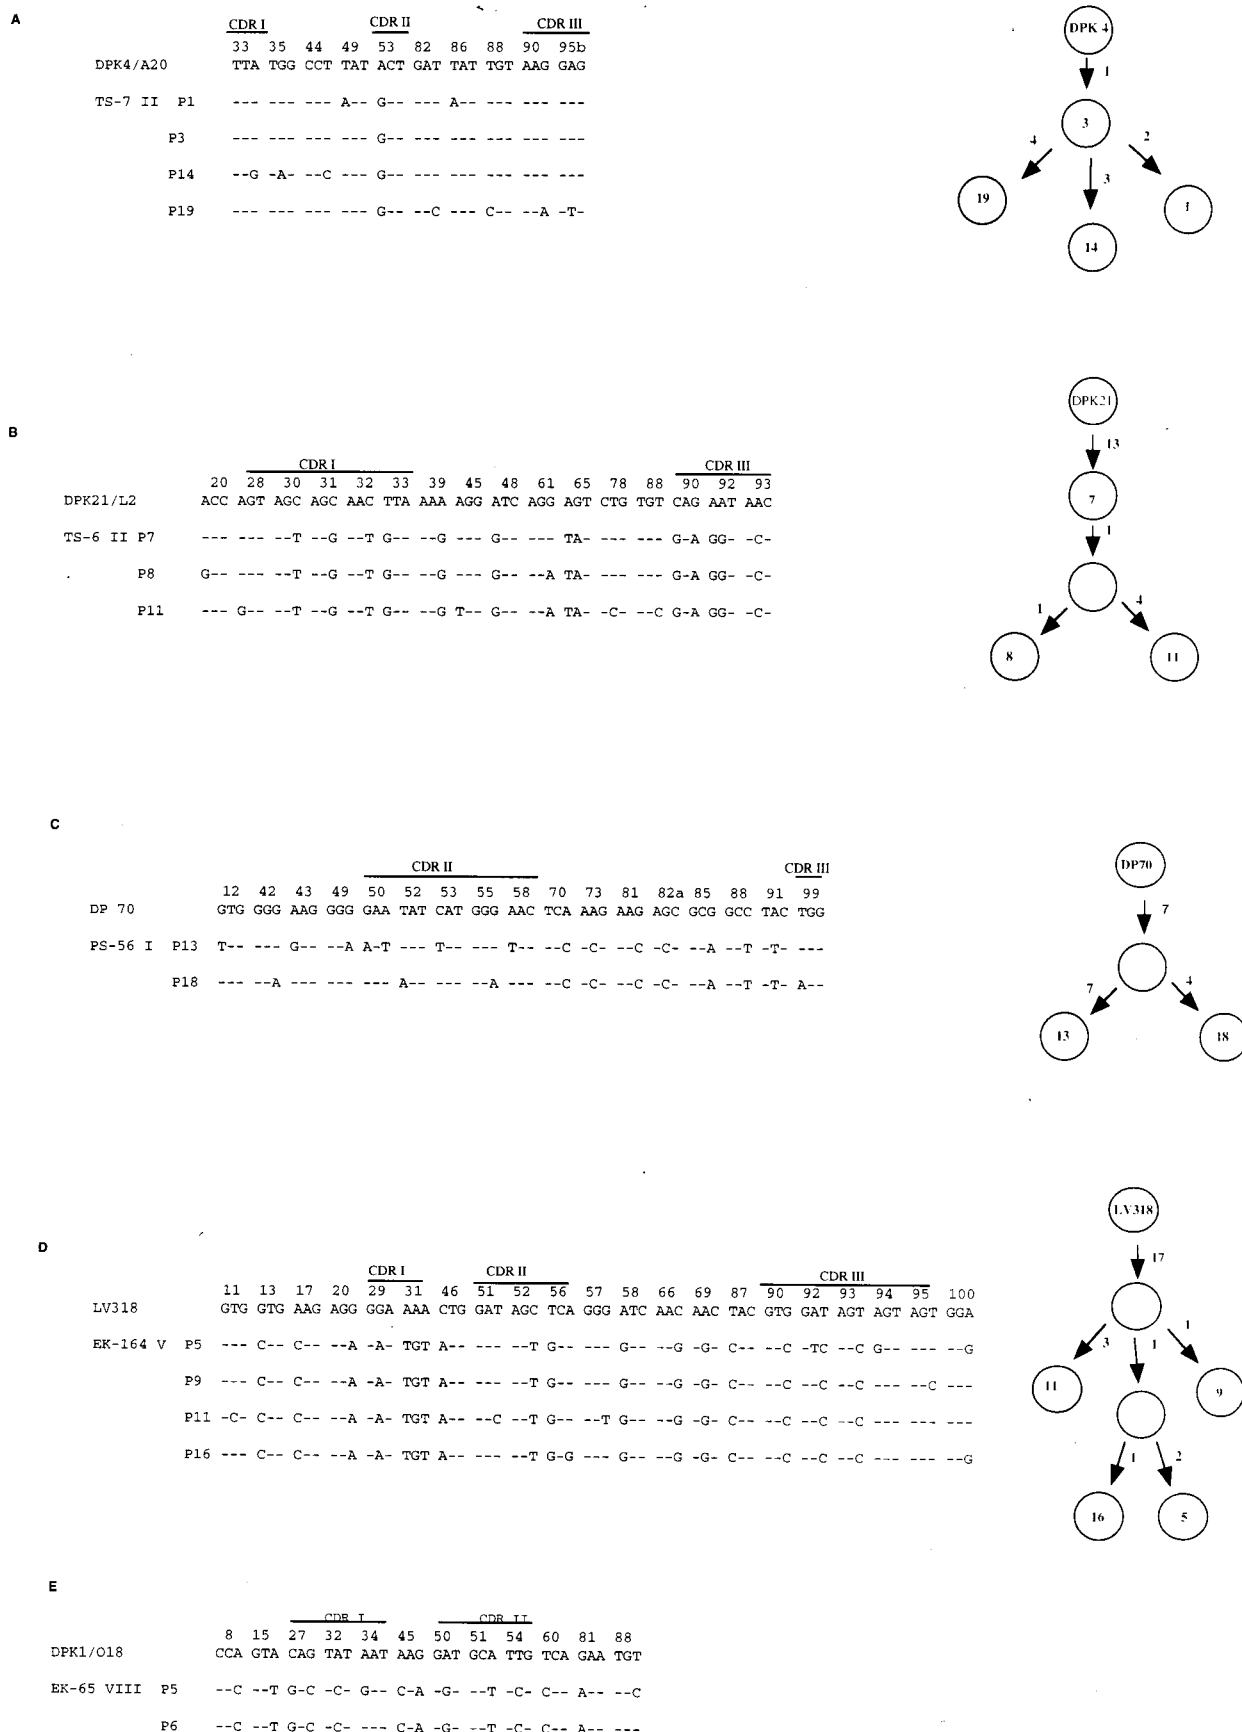 A
CDR I CDR II CDR III
33 35 44 49 53 82 86 88 90 95b
DPK4/A20 TTA TGG CCT TAT ACT GAT TAT TGT AAG GAG
TS-7 II P1 --- --- --- A-- G-- --- A-- --- --- ---
P3 --- --- --- --- G-- --- --- --- --- ---
P14 --G -A- --C --- G-- --- --- --- --- ---
P19 --- --- --- --- G-- --C --- C-- --A -T-
DPK 4
1
3
4 2
3
19 1
14
B
CDR I CDR III
20 28 30 31 32 33 39 45 48 61 65 78 88 90 92 93
DPK21/L2 ACC AGT AGC AGC AAC TTA AAA AGG ATC AGG AGT CTG TGT CAG AAT AAC
TS-6 II P7 --- --- --T --G --T G-- --G --- G-- --- TA- --- --- G-A GG- -C-
P8 G-- --- --T --G --T G-- --G --- G-- --A TA- --- --- G-A GG- -C-
P11 --- G-- --T --G --T G-- --G T-- G-- --A TA- -C- --C G-A GG- -C-
DPK21
13
7
1
1 4
8 11
C
CDR II CDR III
12 42 43 49 50 52 53 55 58 70 73 81 82a 85 88 91 99
DP 70 GTG GGG AAG GGG GAA TAT CAT GGG AAC TCA AAG AAG AGC GCG GCC TAC TGG
PS-56 I P13 T-- --- G-- --A A-T --- T-- --- T-- --C -C- --C -C- --A --T -T- ---
P18 --- --A --- --- --- A-- --- --A --- --C -C- --C -C- --A --T -T- A--
DP70
7
7 4
13 18
D
CDR I CDR II CDR III
11 13 17 20 29 31 46 51 52 56 57 58 66 69 87 90 92 93 94 95 100
LV318 GTG GTG AAG AGG GGA AAA CTG GAT AGC TCA GGG ATC AAC AAC TAC GTG GAT AGT AGT AGT GGA
EK-164 V P5 --- C-- C-- --A -A- TGT A-- --- --T G-- --- G-- --G -G- C-- --C -TC --C G-- --- --G
P9 --- C-- C-- --A -A- TGT A-- --- --T G-- --- G-- --G -G- C-- --C --C --C --- -C- ---
P11 -C- C-- C-- --A -A- TGT A-- --C --T G-- -T- G-- --G -G- C-- --C --C --C --- --- ---
P16 --- C-- C-- --A -A- TGT A-- --- --T G-G --- G-- --G -G- C-- --C --C --C --- --- --G
LV318
17
3 1 1
11 9
1 2
16 5
E
CDR I CDR II
8 15 27 32 34 45 50 51 54 60 81 88
DPK1/O18 CCA GTA CAG TAT AAT AAG GAT GCA TTG TCA GAA TGT
EK-65 VIII P5 --C --T G-C -C- G-- C-A -G- --T -C- C-- A-- --C
P6 --C --T G-C -C- --- C-A -G- --T -C- C-- A-- ---